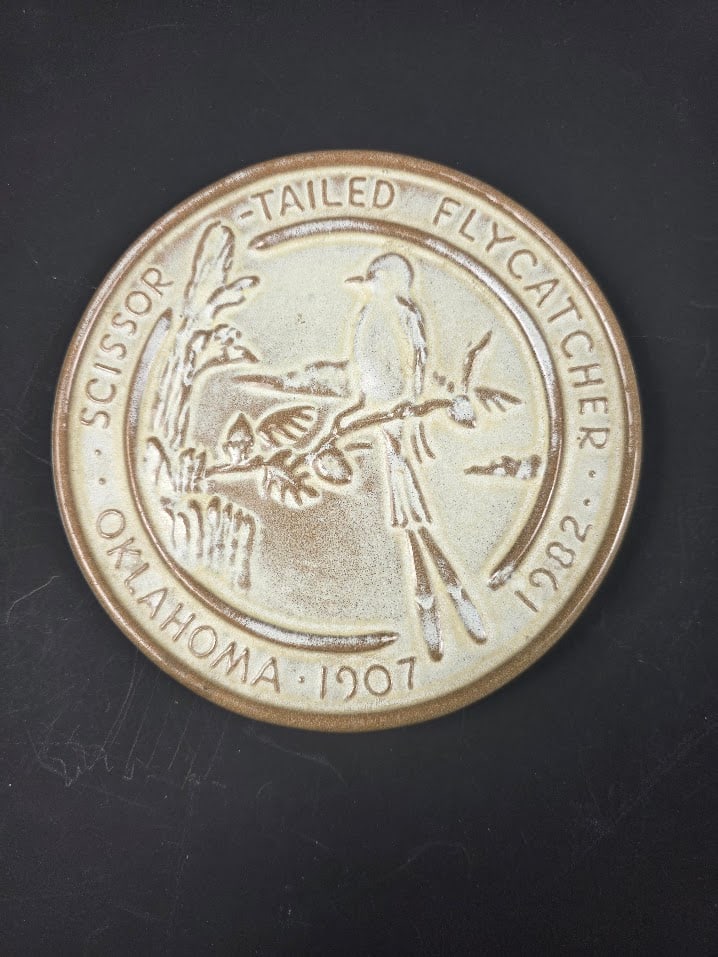 SCISSOR-TAILED FLYCATCHER
· OKLAHOMA · 1907 1982 ·